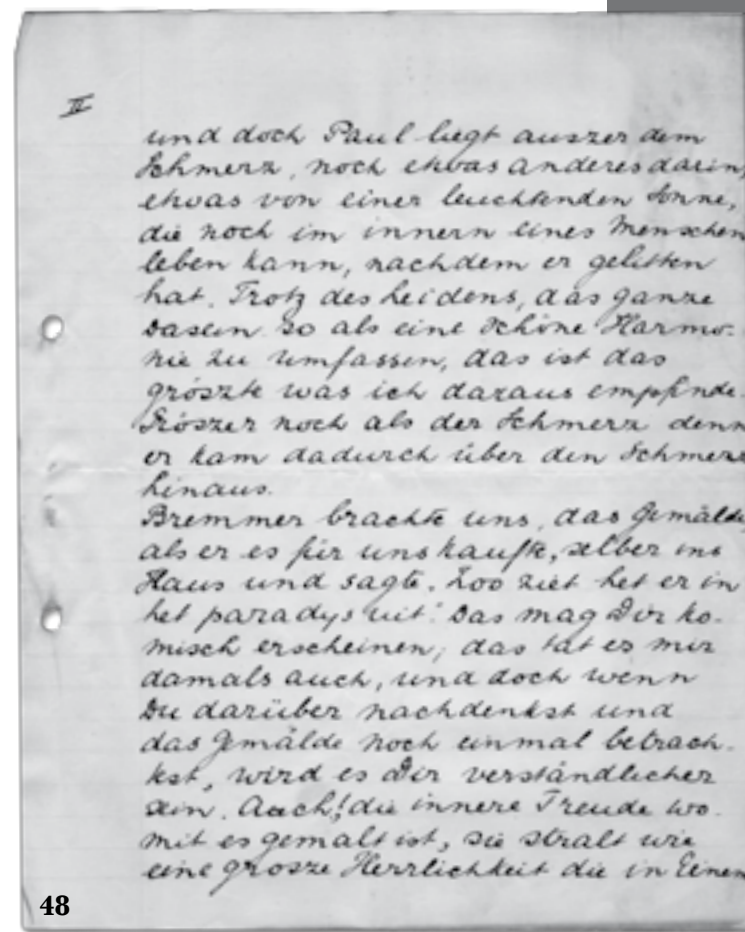 II
und doch Paul liegt auszer dem
Schmerz, noch etwas anderes darin,
etwas von einer leuchtenden Sonne,
die noch im innern eines Menschen
leben kann, nachdem er gelitten
hat. Trotz des Leidens, das ganze
Dasein so als eine schöne Harmo-
nie zu umfassen, das ist das
gröszte was ich daraus empfinde.
Gröszer noch als der Schmerz denn
er kam dadurch über den Schmerz
hinaus.
Bremmer brachte uns, das Gemälde,
als er es für uns kaufte, selber ins
Haus und sagte. Zoo ziet het er in
het paradys uit! Das mag Dir ko-
misch erscheinen; das tat es mir
damals auch, und doch wenn
Du darüber nachdenkst und
das Gemälde noch einmal betrach-
test, wird es Dir verständlicher
sein. Auch! die innere Freude wo-
mit es gemalt ist, sie stralt wie
eine grosze Herrlichkeit die in Einen
48